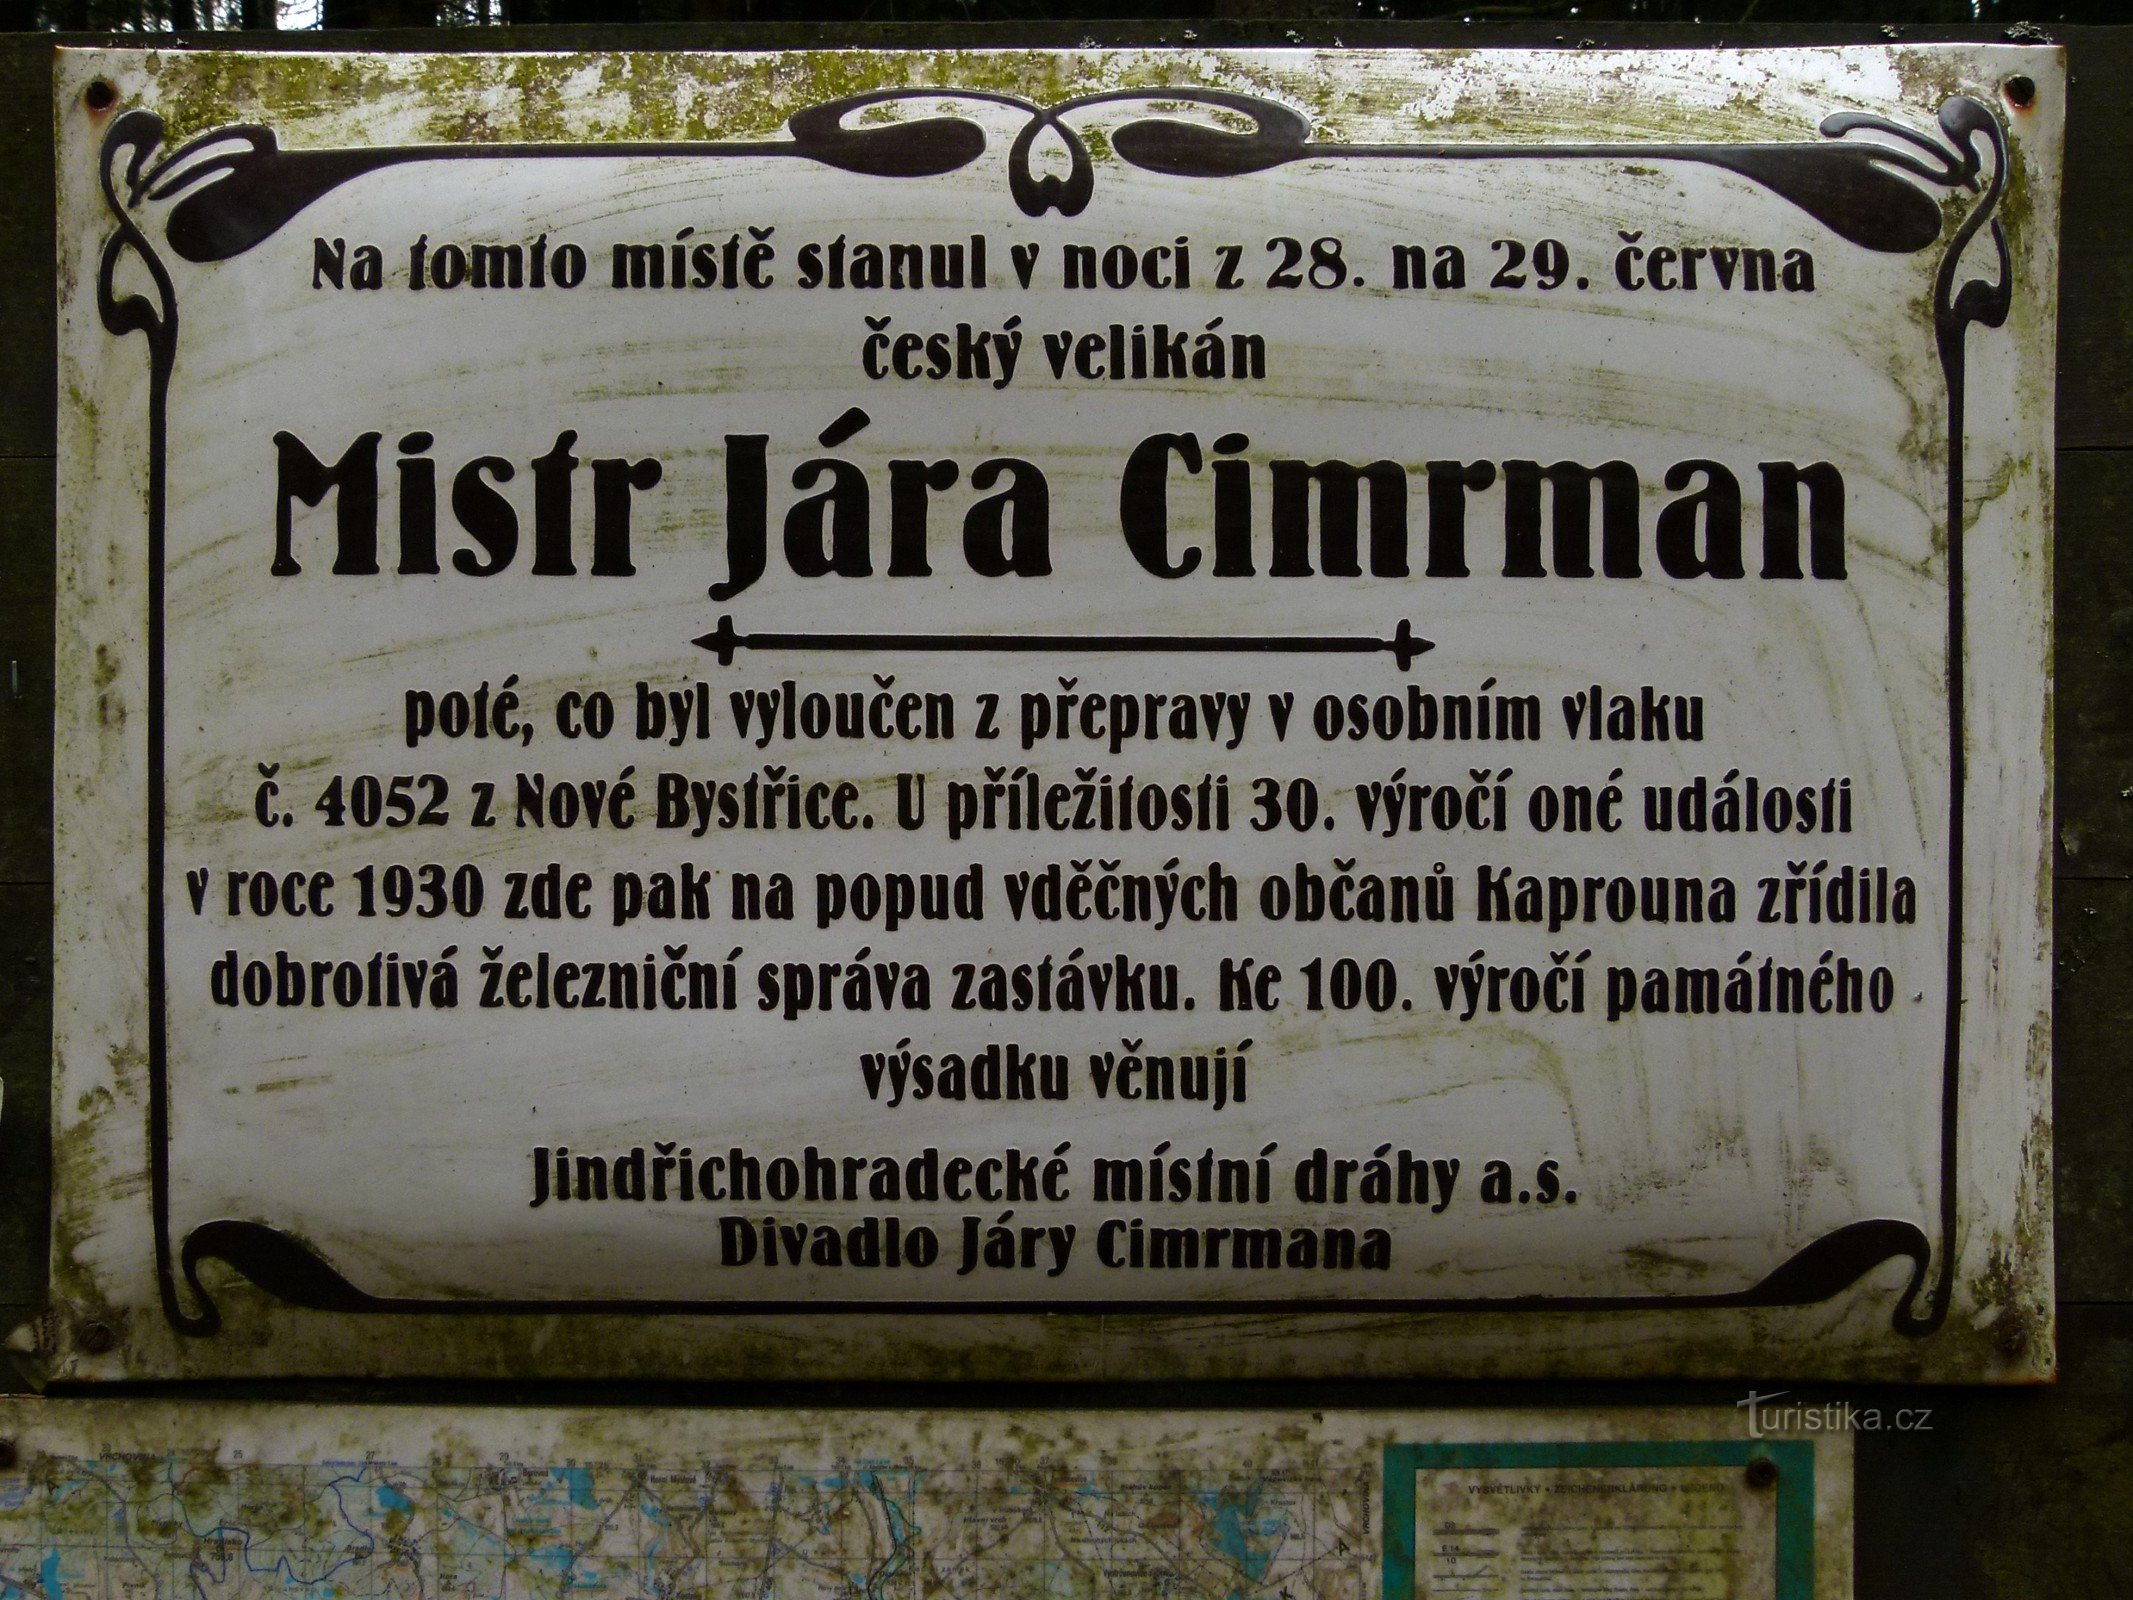 Na tomto místě stanul v noci z 28. na 29. června
český velikán
Mistr Jára Cimrman
poté, co byl vyloučen z přepravy v osobním vlaku
č. 4052 z Nové Bystřice. U příležitosti 30. výročí oné události
v roce 1930 zde pak na popud vděčných občanů Kaprouna zřídila
dobrotivá železniční správa zastávku. Ke 100. výročí památného
výsadku věnují
Jindřichohradecké místní dráhy a.s.
Divadlo Járy Cimrmana
Turistika.cz
VYSVĚTLIVKY • ZEICHENERKLÄRUNG • LEGEND